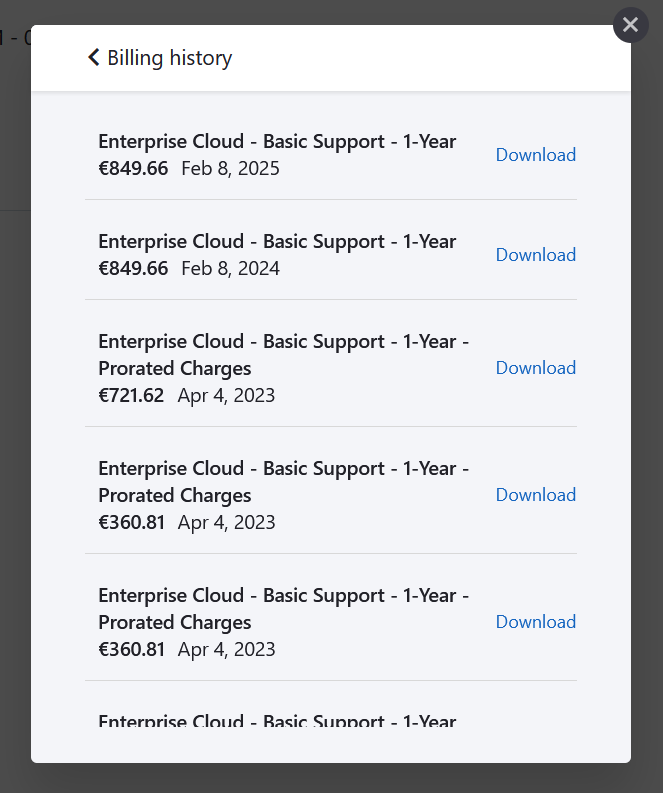 Billing history
Enterprise Cloud - Basic Support - 1-Year
€849.66 Feb 8, 2025
Download
Enterprise Cloud - Basic Support - 1-Year
€849.66 Feb 8, 2024
Download
Enterprise Cloud - Basic Support - 1-Year -
Prorated Charges
€721.62 Apr 4, 2023
Download
Enterprise Cloud - Basic Support - 1-Year -
Prorated Charges
€360.81 Apr 4, 2023
Download
Enterprise Cloud - Basic Support - 1-Year -
Prorated Charges
€360.81 Apr 4, 2023
Download
Enterprise Cloud - Basic Support - 1-Year